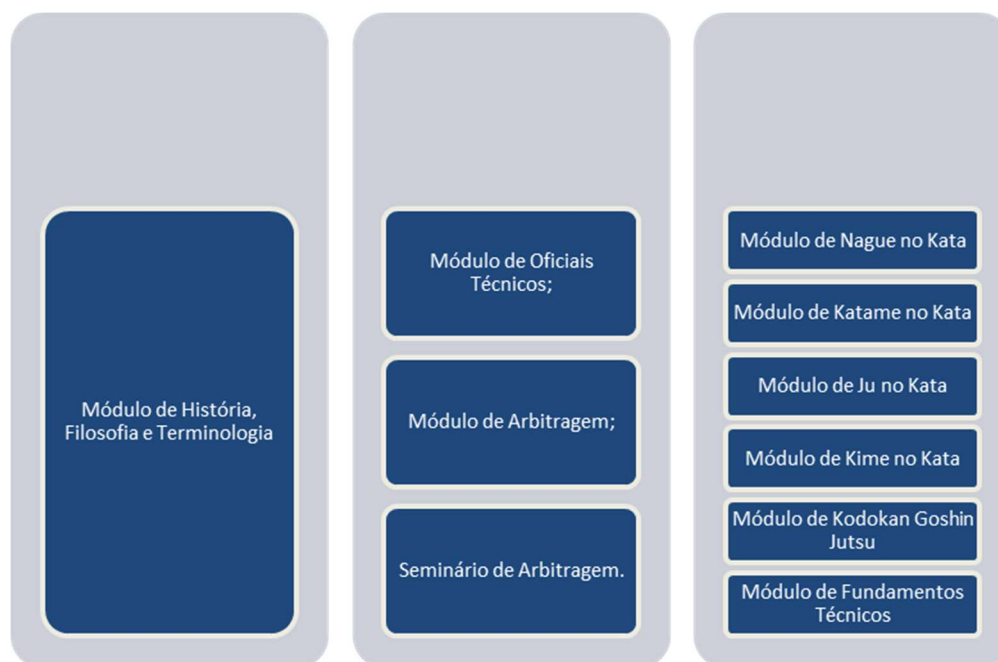 Módulo de História,
Filosofia e Terminologia
Módulo de Oficiais
Técnicos;
Módulo de Arbitragem;
Seminário de Arbitragem.
Módulo de Nague no Kata
Módulo de Katame no Kata
Módulo de Ju no Kata
Módulo de Kime no Kata
Módulo de Kodokan Goshin
Jutsu
Módulo de Fundamentos
Técnicos